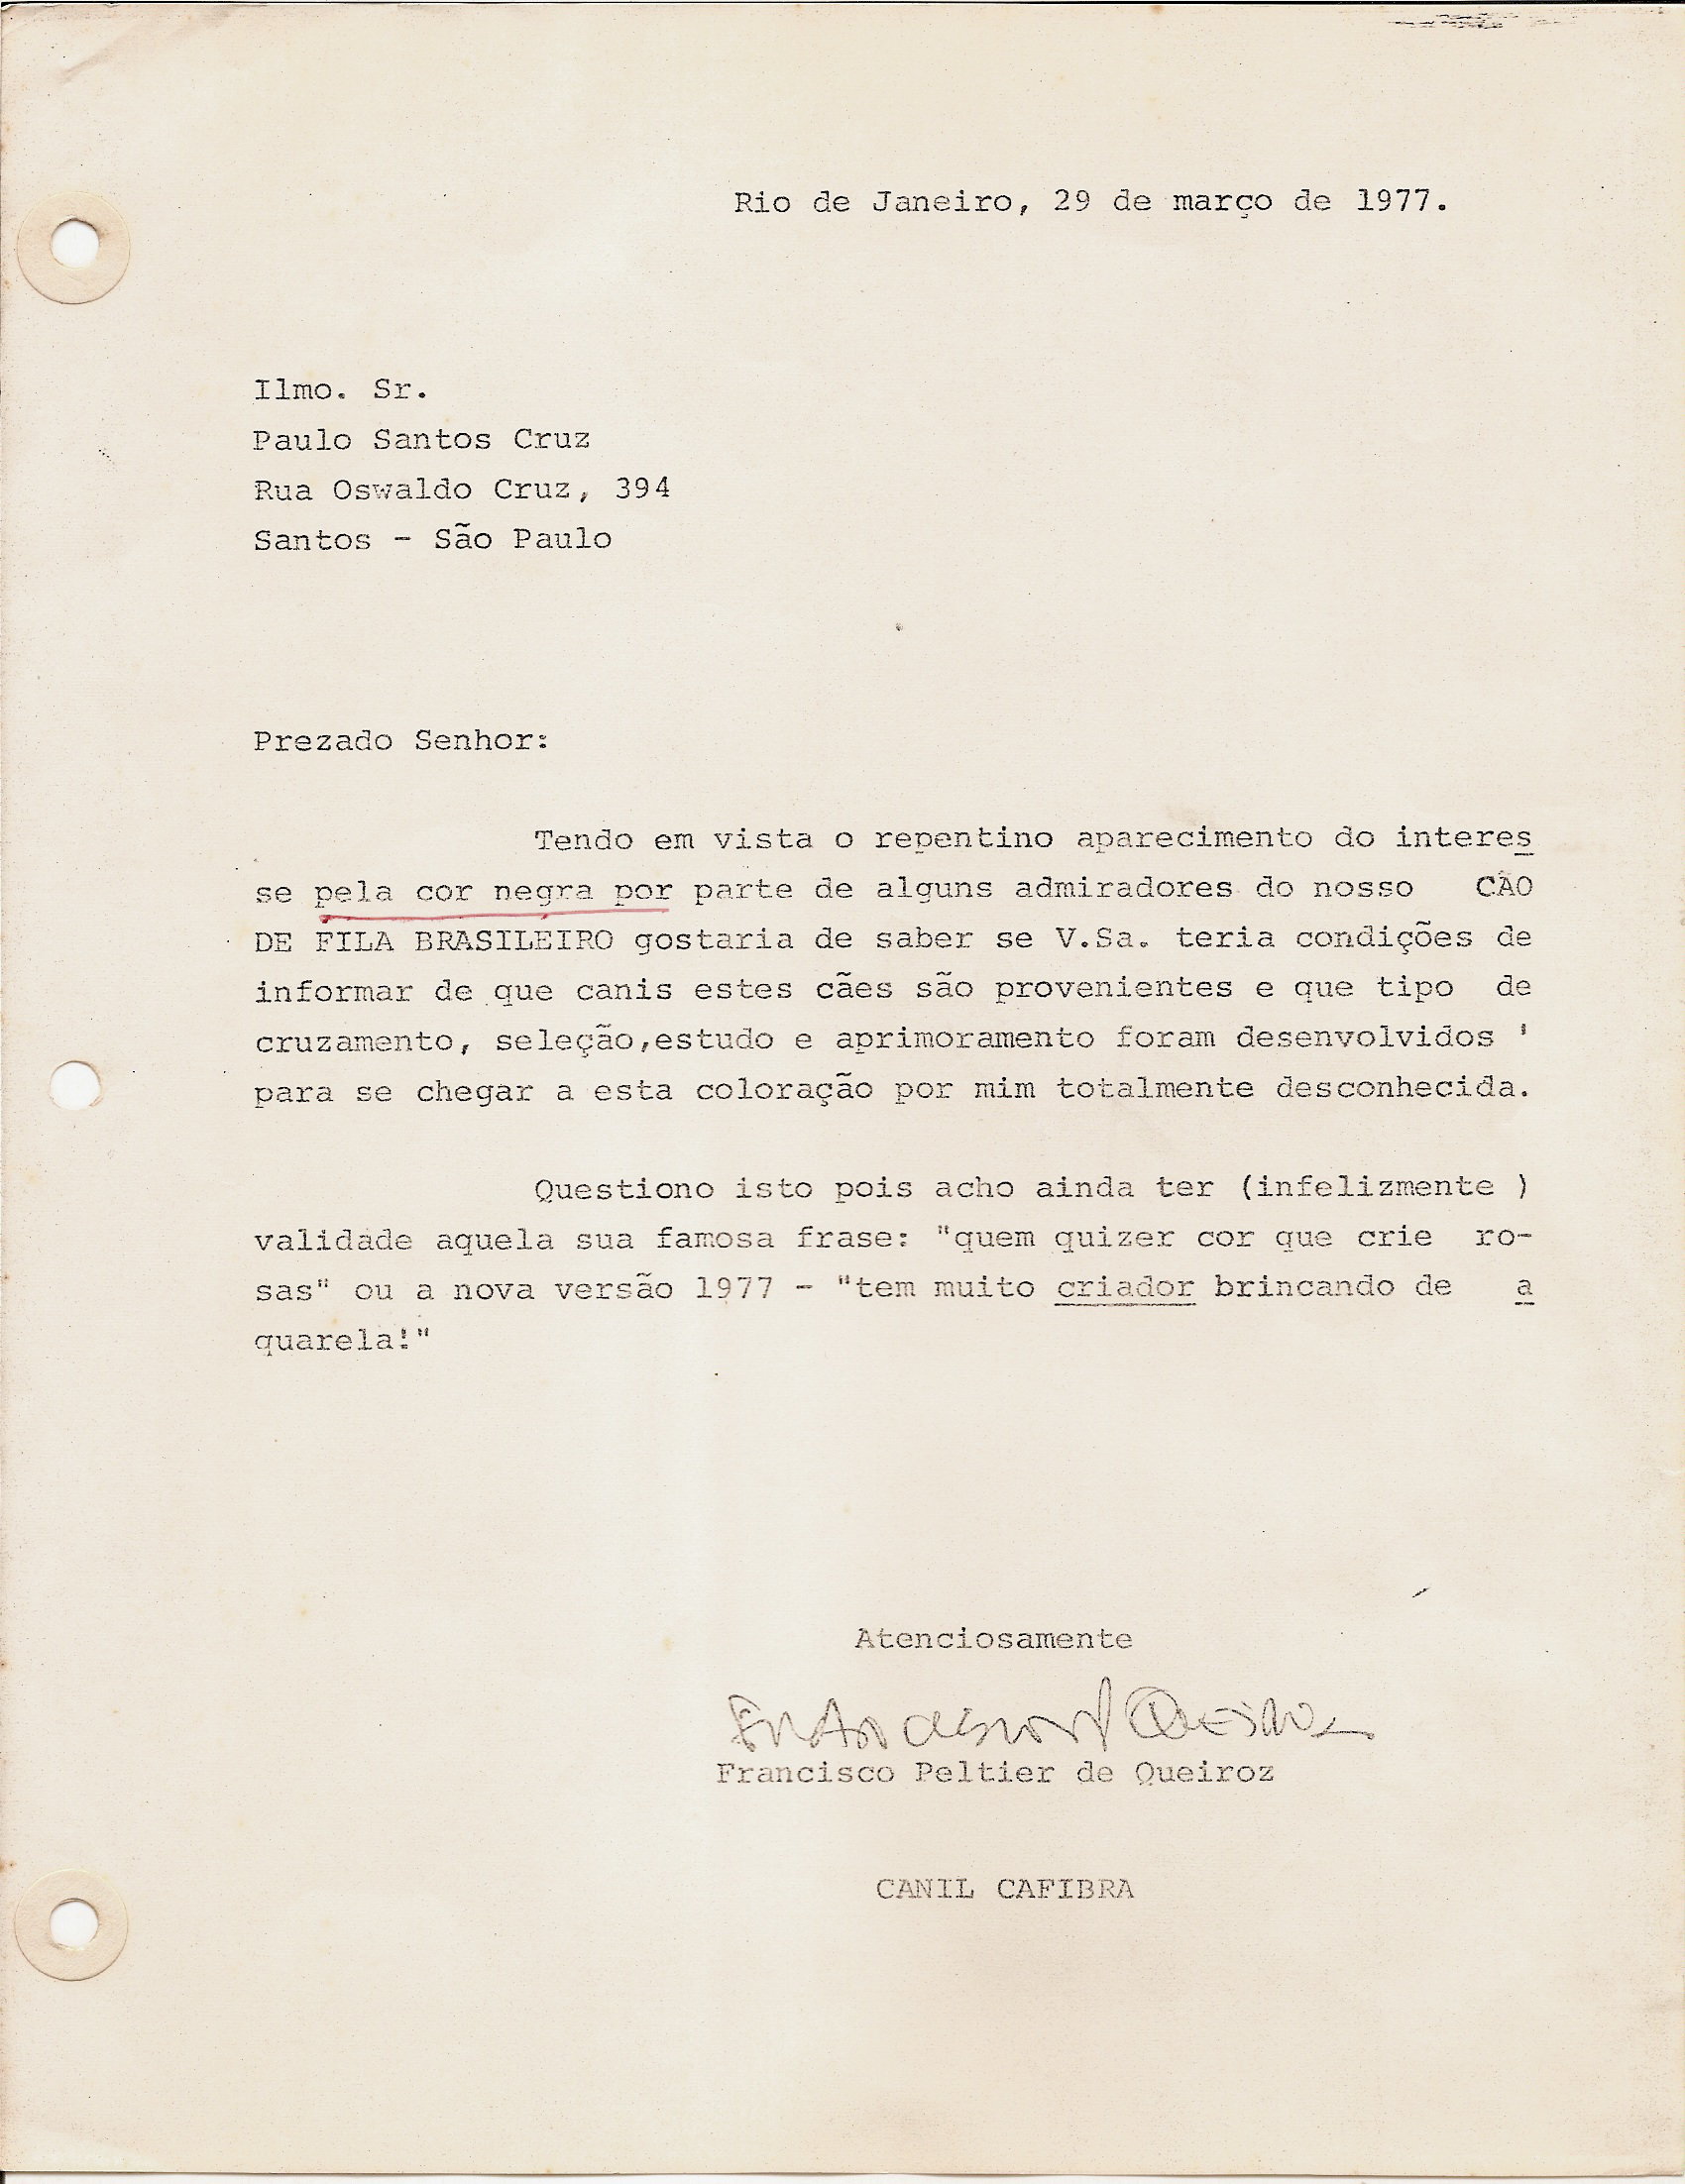 Rio de Janeiro, 29 de março de 1977.
Ilmo. Sr.
Paulo Santos Cruz
Rua Oswaldo Cruz, 394
Santos - São Paulo
Prezado Senhor:
Tendo em vista o repentino aparecimento do interes
se pela cor negra por parte de alguns admiradores do nosso CÃO
DE FILA BRASILEIRO gostaria de saber se V.Sa. teria condições de
informar de que canis estes cães são provenientes e que tipo de
cruzamento, seleção,estudo e aprimoramento foram desenvolvidos '
para se chegar a esta coloração por mim totalmente desconhecida.
Questiono isto pois acho ainda ter (infelizmente )
validade aquela sua famosa frase: "quem quizer cor que crie ro-
sas" ou a nova versão 1977 - "tem muito criador brincando de a
quarela!"
Atenciosamente
Francisco P Queiroz
Francisco Peltier de Queiroz
CANIL CAFIBRA